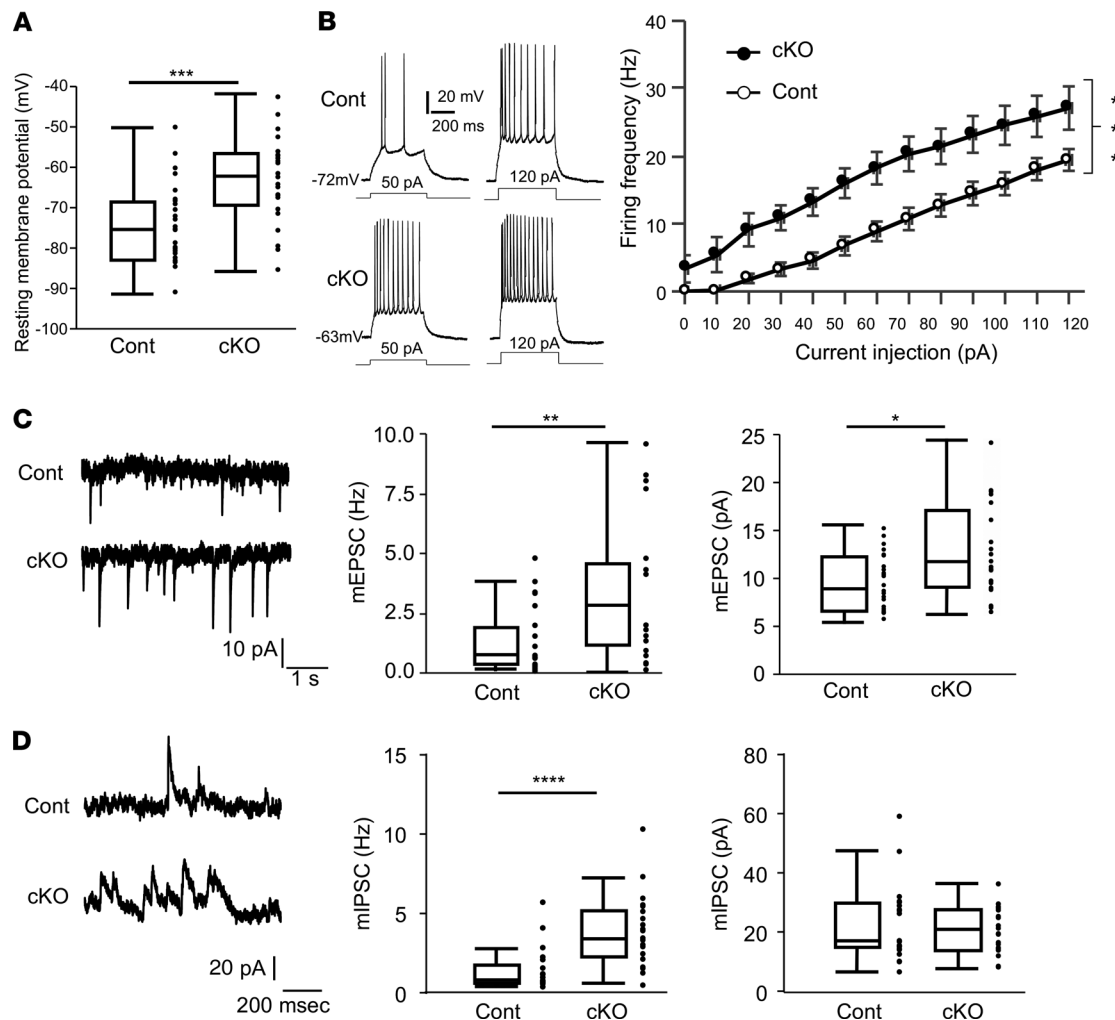 A
Resting membrane potential (mV)
***
-40
-50
-60
-70
-80
-90
-100
Cont
cKO
B
Cont
20 mV
200 ms
-72mV
50 pA
120 pA
cKO
-63mV
50 pA
120 pA
Firing frequency (Hz)
40
30
20
10
0
cKO
Cont
*
*
*
0 10 20 30 40 50 60 70 80 90 100 110 120
Current injection (pA)
C
Cont
cKO
10 pA
1 s
mEPSC (Hz)
**
10.0
7.5
5.0
2.5
0.0
Cont
cKO
mEPSC (pA)
*
25
20
15
10
5
0
Cont
cKO
D
Cont
cKO
20 pA
200 msec
mIPSC (Hz)
****
15
10
5
0
Cont
cKO
mIPSC (pA)
80
60
40
20
0
Cont
cKO